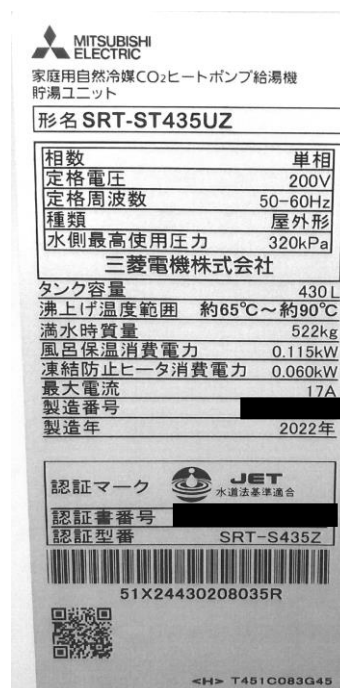 MITSUBISHI
ELECTRIC
家庭用自然冷媒CO₂ヒートポンプ給湯機
貯湯ユニット
形名 SRT-ST435UZ
相数 単相
定格電圧 200V
定格周波数 50-60Hz
種類 屋外形
水側最高使用圧力 320kPa
三菱電機株式会社
タンク容量 430L
沸上げ温度範囲 約65℃～約90℃
満水時質量 522kg
風呂保温消費電力 0.115kW
凍結防止ヒータ消費電力 0.060kW
最大電流 17A
製造番号
製造年 2022年
認証マーク JET
水道法基準適合
認証書番号
認証型番 SRT-S435Z
51X24430208035R
<H> T451C083G45